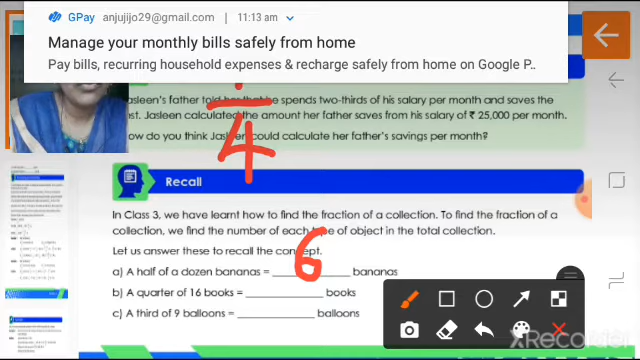 GPay anjujijo29@gmail.com | 11:13 am
Manage your monthly bills safely from home
Pay bills, recurring household expenses & recharge safely from home on Google P..
4
asleen's father told her that he spends two-thirds of his salary per month and saves the
st. Jasleen calculated the amount her father saves from his salary of ₹ 25,000 per month.
ow do you think Jasleen could calculate her father's savings per month?
Recall
In Class 3, we have learnt how to find the fraction of a collection. To find the fraction of a
collection, we find the number of each type of object in the total collection.
Let us answer these to recall the concept.
a) A half of a dozen bananas = 6 bananas
b) A quarter of 16 books = ____________ books
c) A third of 9 balloons = ____________ balloons
XRecorder